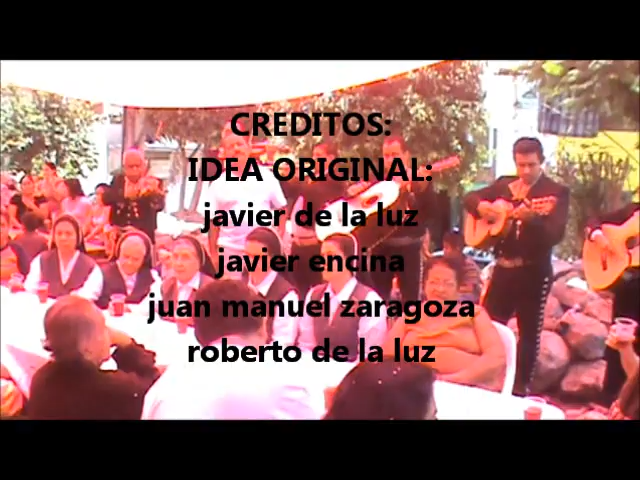 CREDITOS:
IDEA ORIGINAL:
javier de la luz
javier encina
juan manuel zaragoza
roberto de la luz